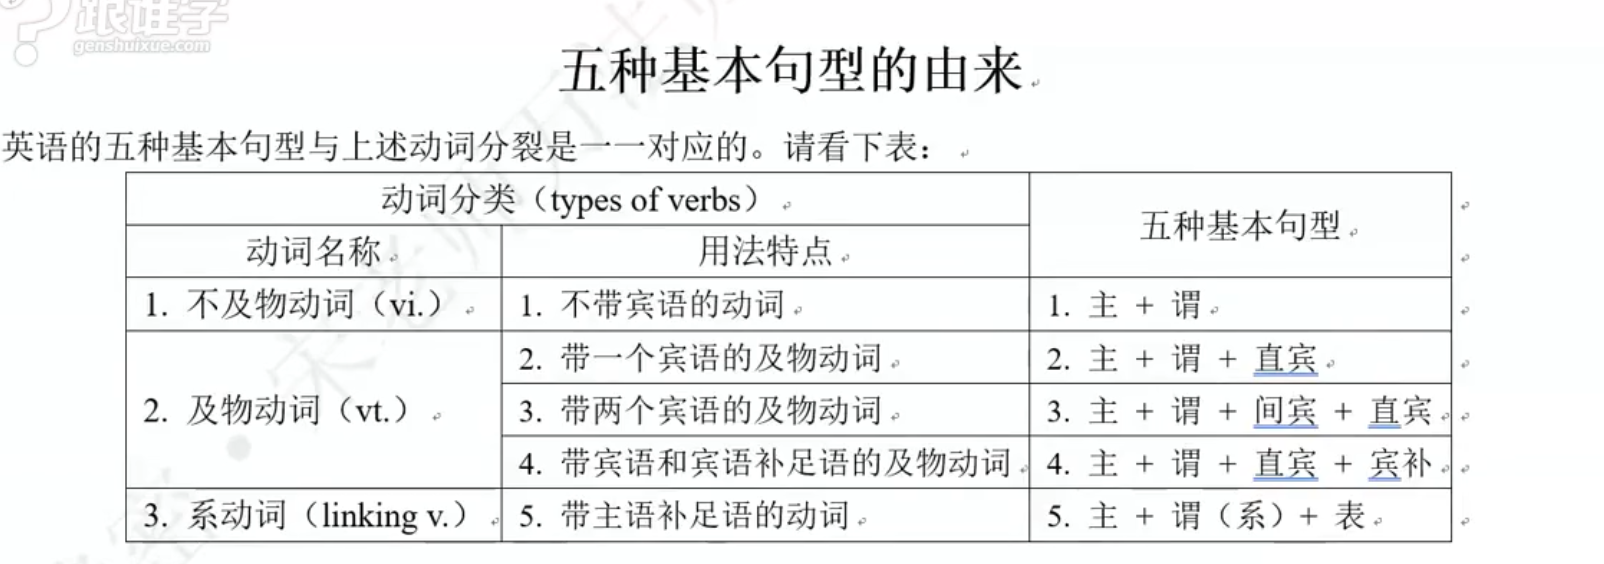 跟谁学
genshuixue.com
五种基本句型的由来
英语的五种基本句型与上述动词分裂是一一对应的。请看下表：
动词分类（types of verbs） 五种基本句型
动词名称 用法特点
1. 不及物动词（vi.） 1. 不带宾语的动词 1. 主 + 谓
2. 带一个宾语的及物动词 2. 主 + 谓 + 直宾
2. 及物动词（vt.） 3. 带两个宾语的及物动词 3. 主 + 谓 + 间宾 + 直宾
4. 带宾语和宾语补足语的及物动词 4. 主 + 谓 + 直宾 + 宾补
3. 系动词（linking v.） 5. 带主语补足语的动词 5. 主 + 谓（系）+ 表